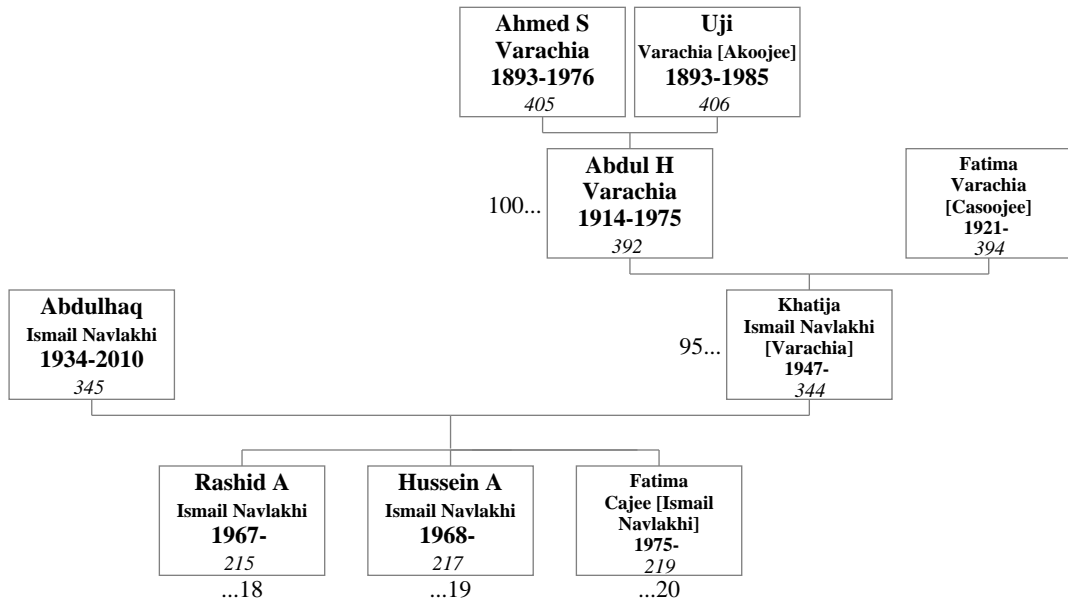 Ahmed S
Varachia
1893-1976
405
Uji
Varachia [Akoojee]
1893-1985
406
100...
Abdul H
Varachia
1914-1975
392
Fatima
Varachia
[Casoojee]
1921-
394
Abdulhaq
Ismail Navlakhi
1934-2010
345
95...
Khatija
Ismail Navlakhi
[Varachia]
1947-
344
Rashid A
Ismail Navlakhi
1967-
215
...18
Hussein A
Ismail Navlakhi
1968-
217
...19
Fatima
Cajee [Ismail
Navlakhi]
1975-
219
...20